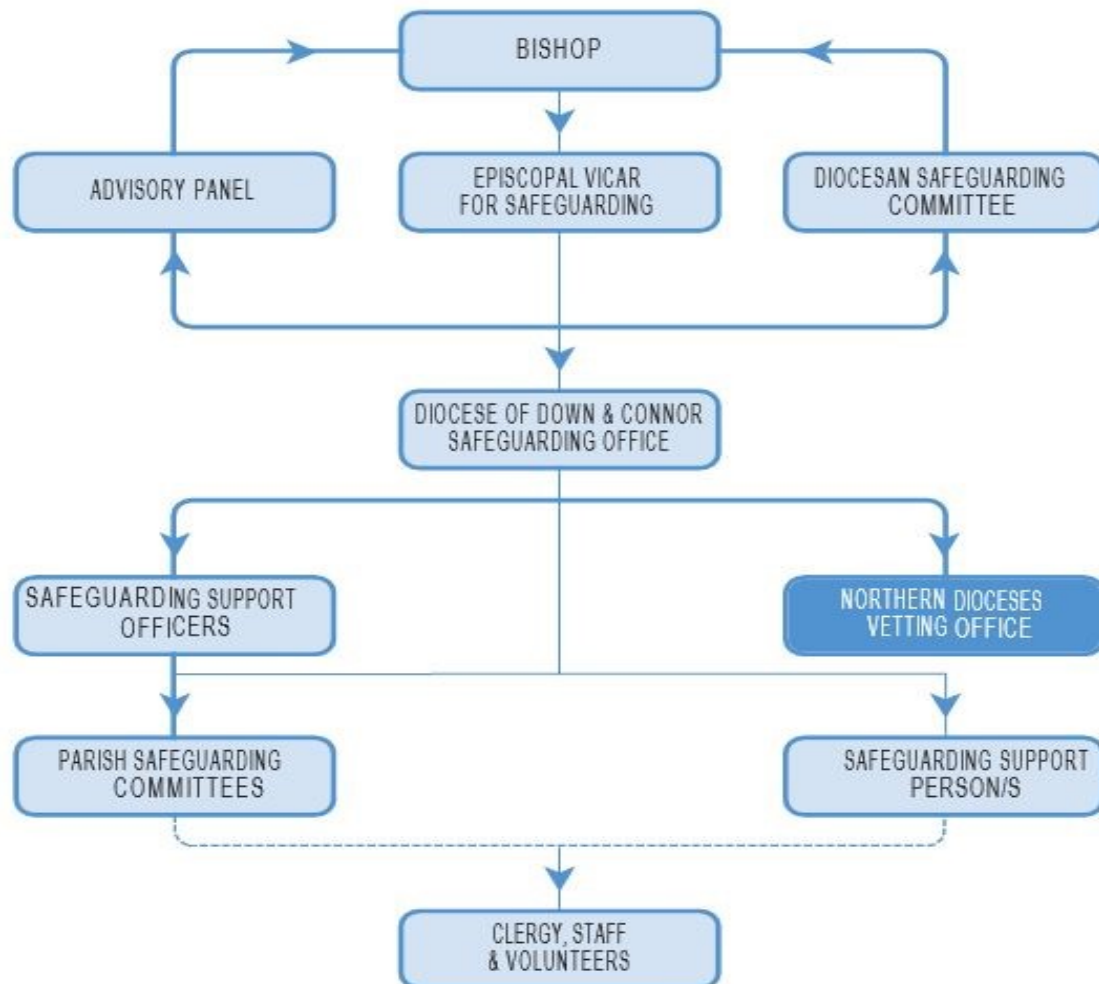 BISHOP
ADVISORY PANEL
EPISCOPAL VICAR
FOR SAFEGUARDING
DIOCESAN SAFEGUARDING
COMMITTEE
DIOCESE OF DOWN & CONNOR
SAFEGUARDING OFFICE
SAFEGUARDING SUPPORT
OFFICERS
NORTHERN DIOCESES
VETTING OFFICE
PARISH SAFEGUARDING
COMMITTEES
SAFEGUARDING SUPPORT
PERSON/S
CLERGY, STAFF
& VOLUNTEERS